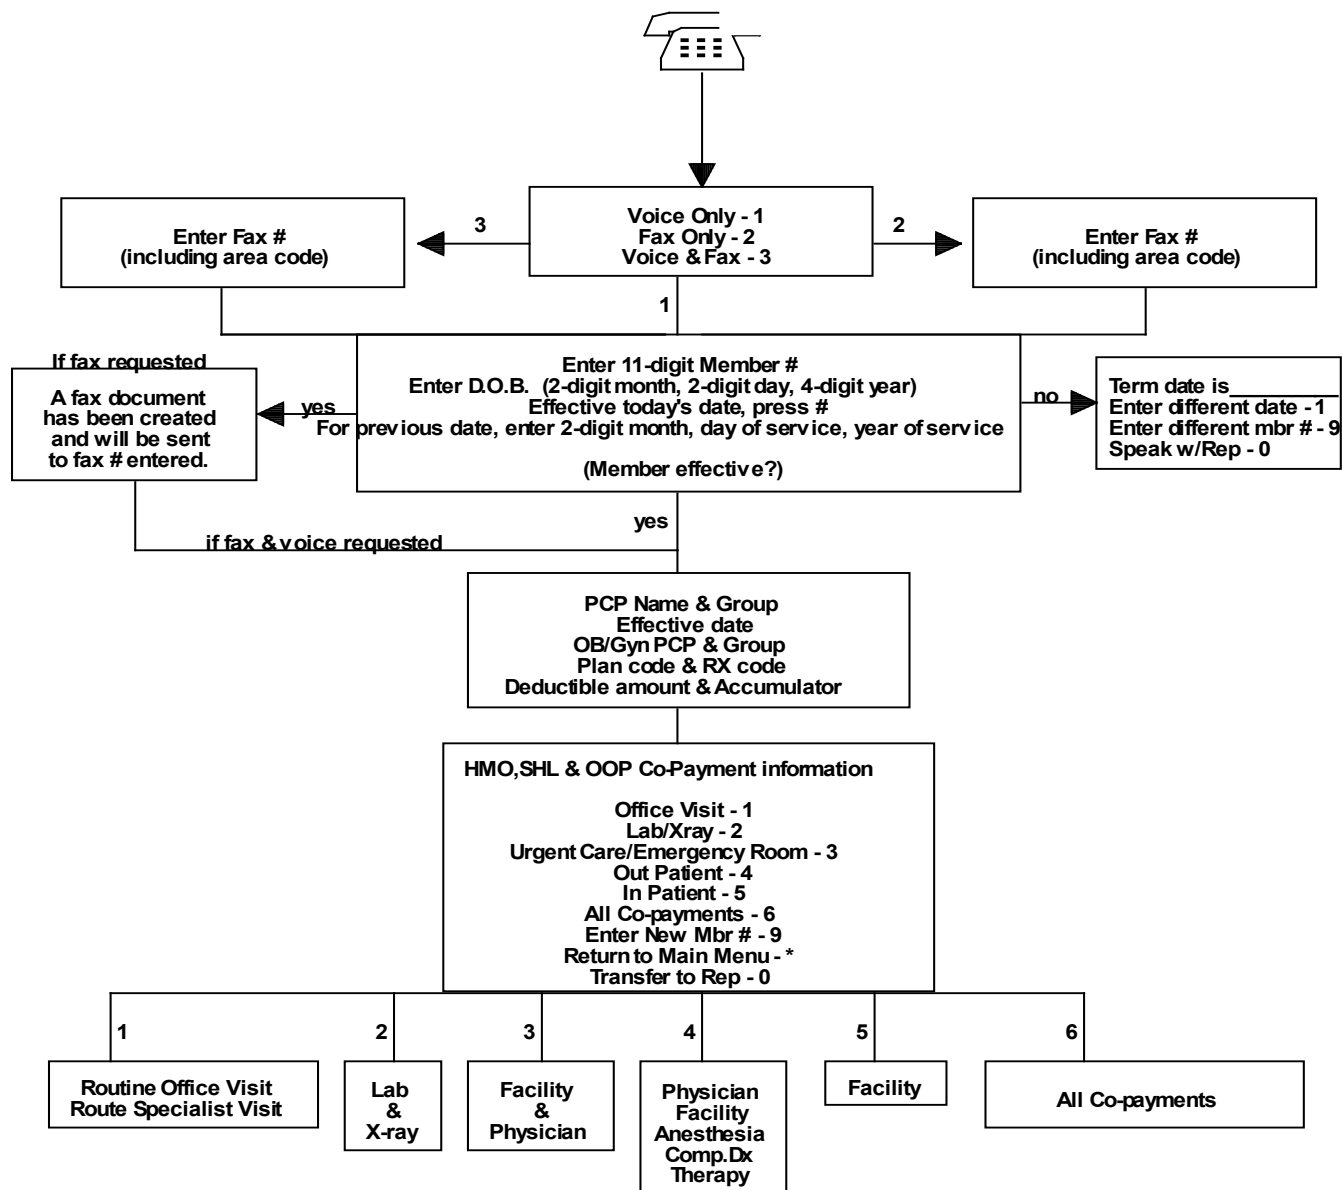 Voice Only - 1
Fax Only - 2
Voice & Fax - 3
3
2
1
Enter Fax #
(including area code)
Enter Fax #
(including area code)
Enter 11-digit Member #
Enter D.O.B. (2-digit month, 2-digit day, 4-digit year)
Effective today's date, press #
For previous date, enter 2-digit month, day of service, year of service
(Member effective?)
If fax requested
yes
A fax document
has been created
and will be sent
to fax # entered.
no
Term date is_________
Enter different date - 1
Enter different mbr # - 9
Speak w/Rep - 0
yes
if fax & voice requested
PCP Name & Group
Effective date
OB/Gyn PCP & Group
Plan code & RX code
Deductible amount & Accumulator
HMO,SHL & OOP Co-Payment information
Office Visit - 1
Lab/Xray - 2
Urgent Care/Emergency Room - 3
Out Patient - 4
In Patient - 5
All Co-payments - 6
Enter New Mbr # - 9
Return to Main Menu - *
Transfer to Rep - 0
1
2
3
4
5
6
Routine Office Visit
Route Specialist Visit
Lab
&
X-ray
Facility
&
Physician
Physician
Facility
Anesthesia
Comp.Dx
Therapy
Facility
All Co-payments